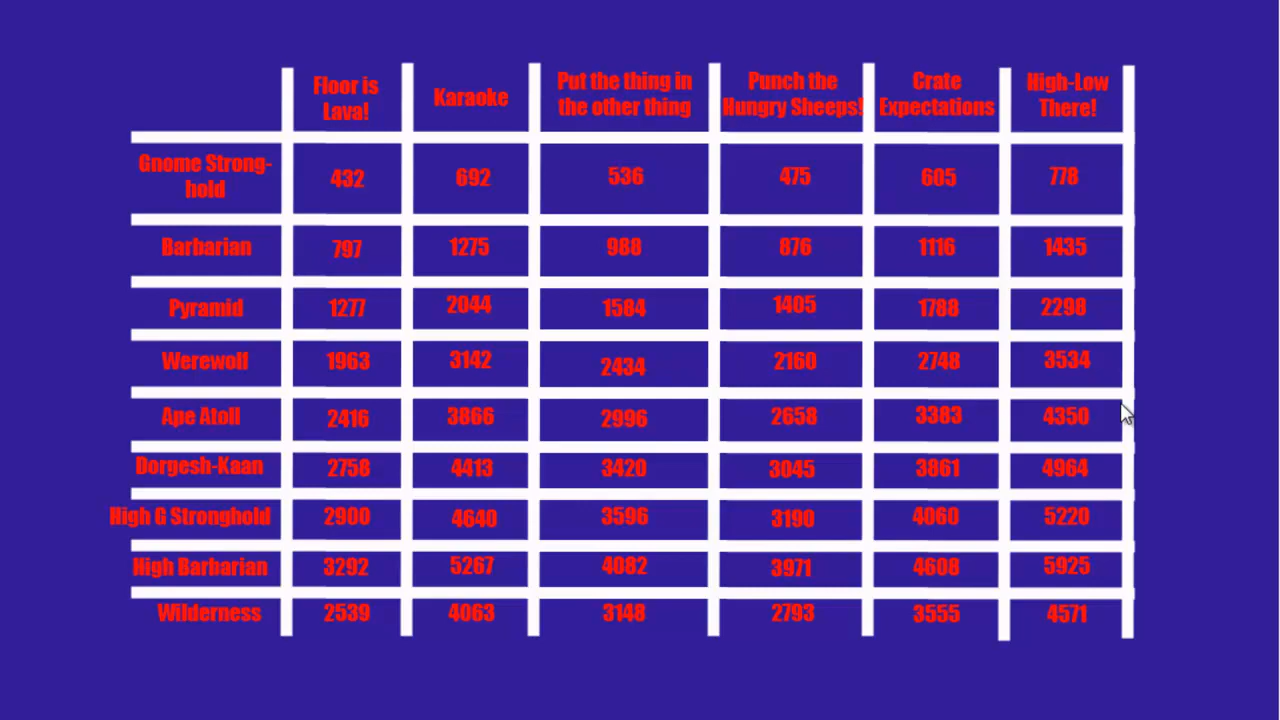 Floor is
Lava!
Karaoke
Put the thing in
the other thing
Punch the
Hungry Sheeps!
Crate
Expectations
High-Low
There!
Gnome Strong-
hold
432 692 536 475 605 778
Barbarian 797 1275 988 876 1116 1435
Pyramid 1277 2044 1584 1405 1788 2298
Werewolf 1963 3142 2434 2160 2748 3534
Ape Atoll 2416 3866 2996 2658 3383 4350
Dorgesh-Kaan 2758 4413 3420 3045 3861 4964
High G Stronghold 2900 4640 3596 3190 4060 5220
High Barbarian 3292 5267 4082 3971 4608 5925
Wilderness 2539 4063 3148 2793 3555 4571